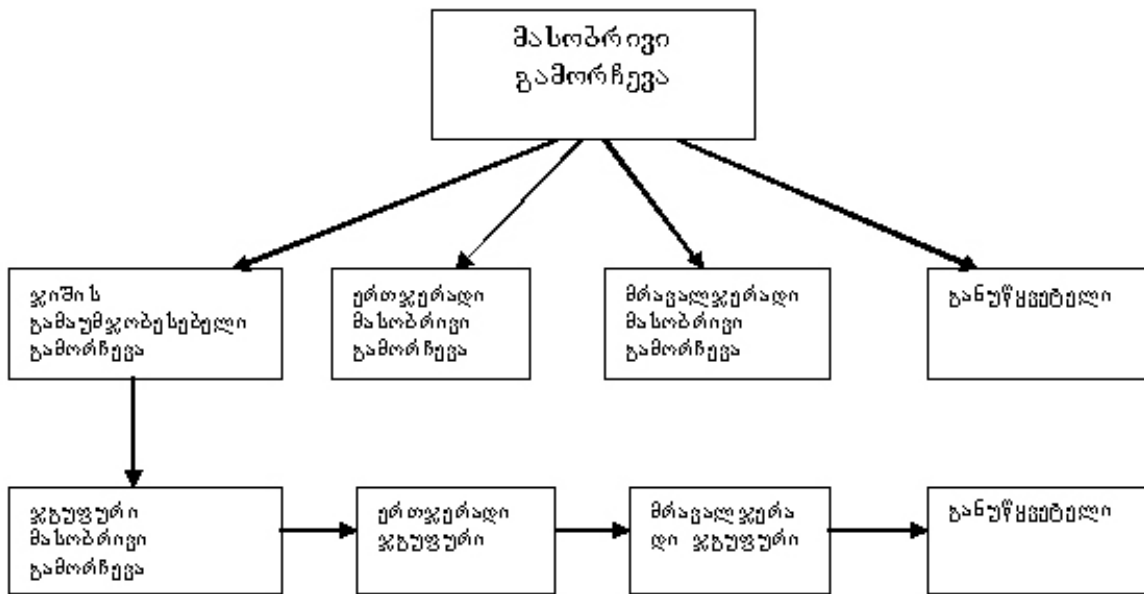 მასობრივი
გამორჩევა
ჯიშის
გამაუმჯობესებელი
გამორჩევა
ერთჯერადი
მასობრივი
გამორჩევა
მრავალჯერადი
მასობრივი
გამორჩევა
განუწყვეტელი
ჯგუფური
მასობრივი
გამორჩევა
ერთჯერადი
ჯგუფური
მრავალჯერა
დი ჯგუფური
განუწყვეტელი